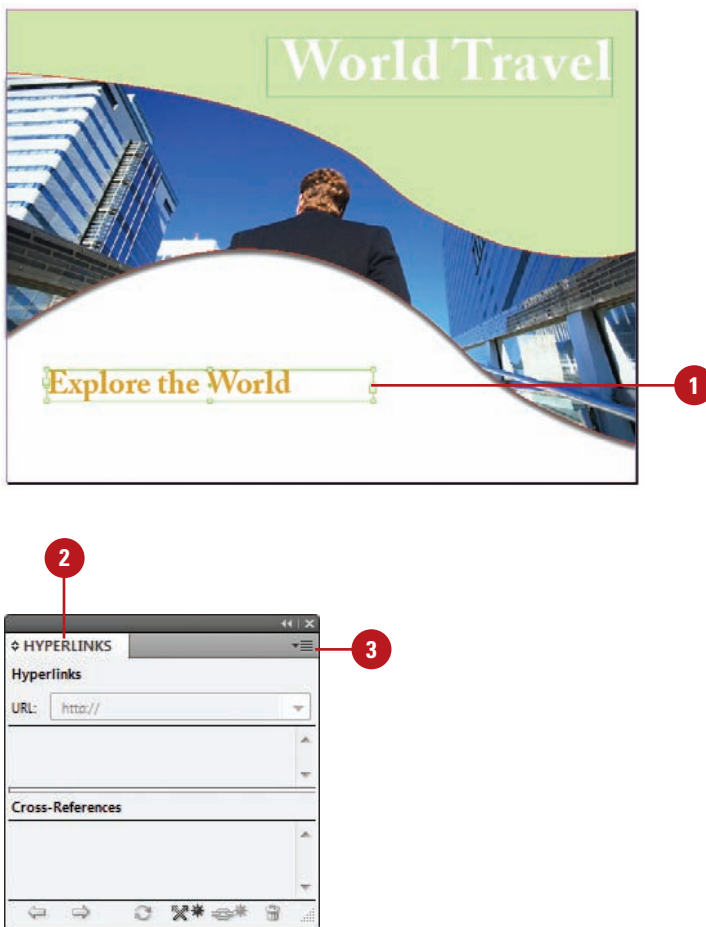 World Travel
Explore the World
1
2
HYPERLINKS
3
Hyperlinks
URL: http://
Cross-References